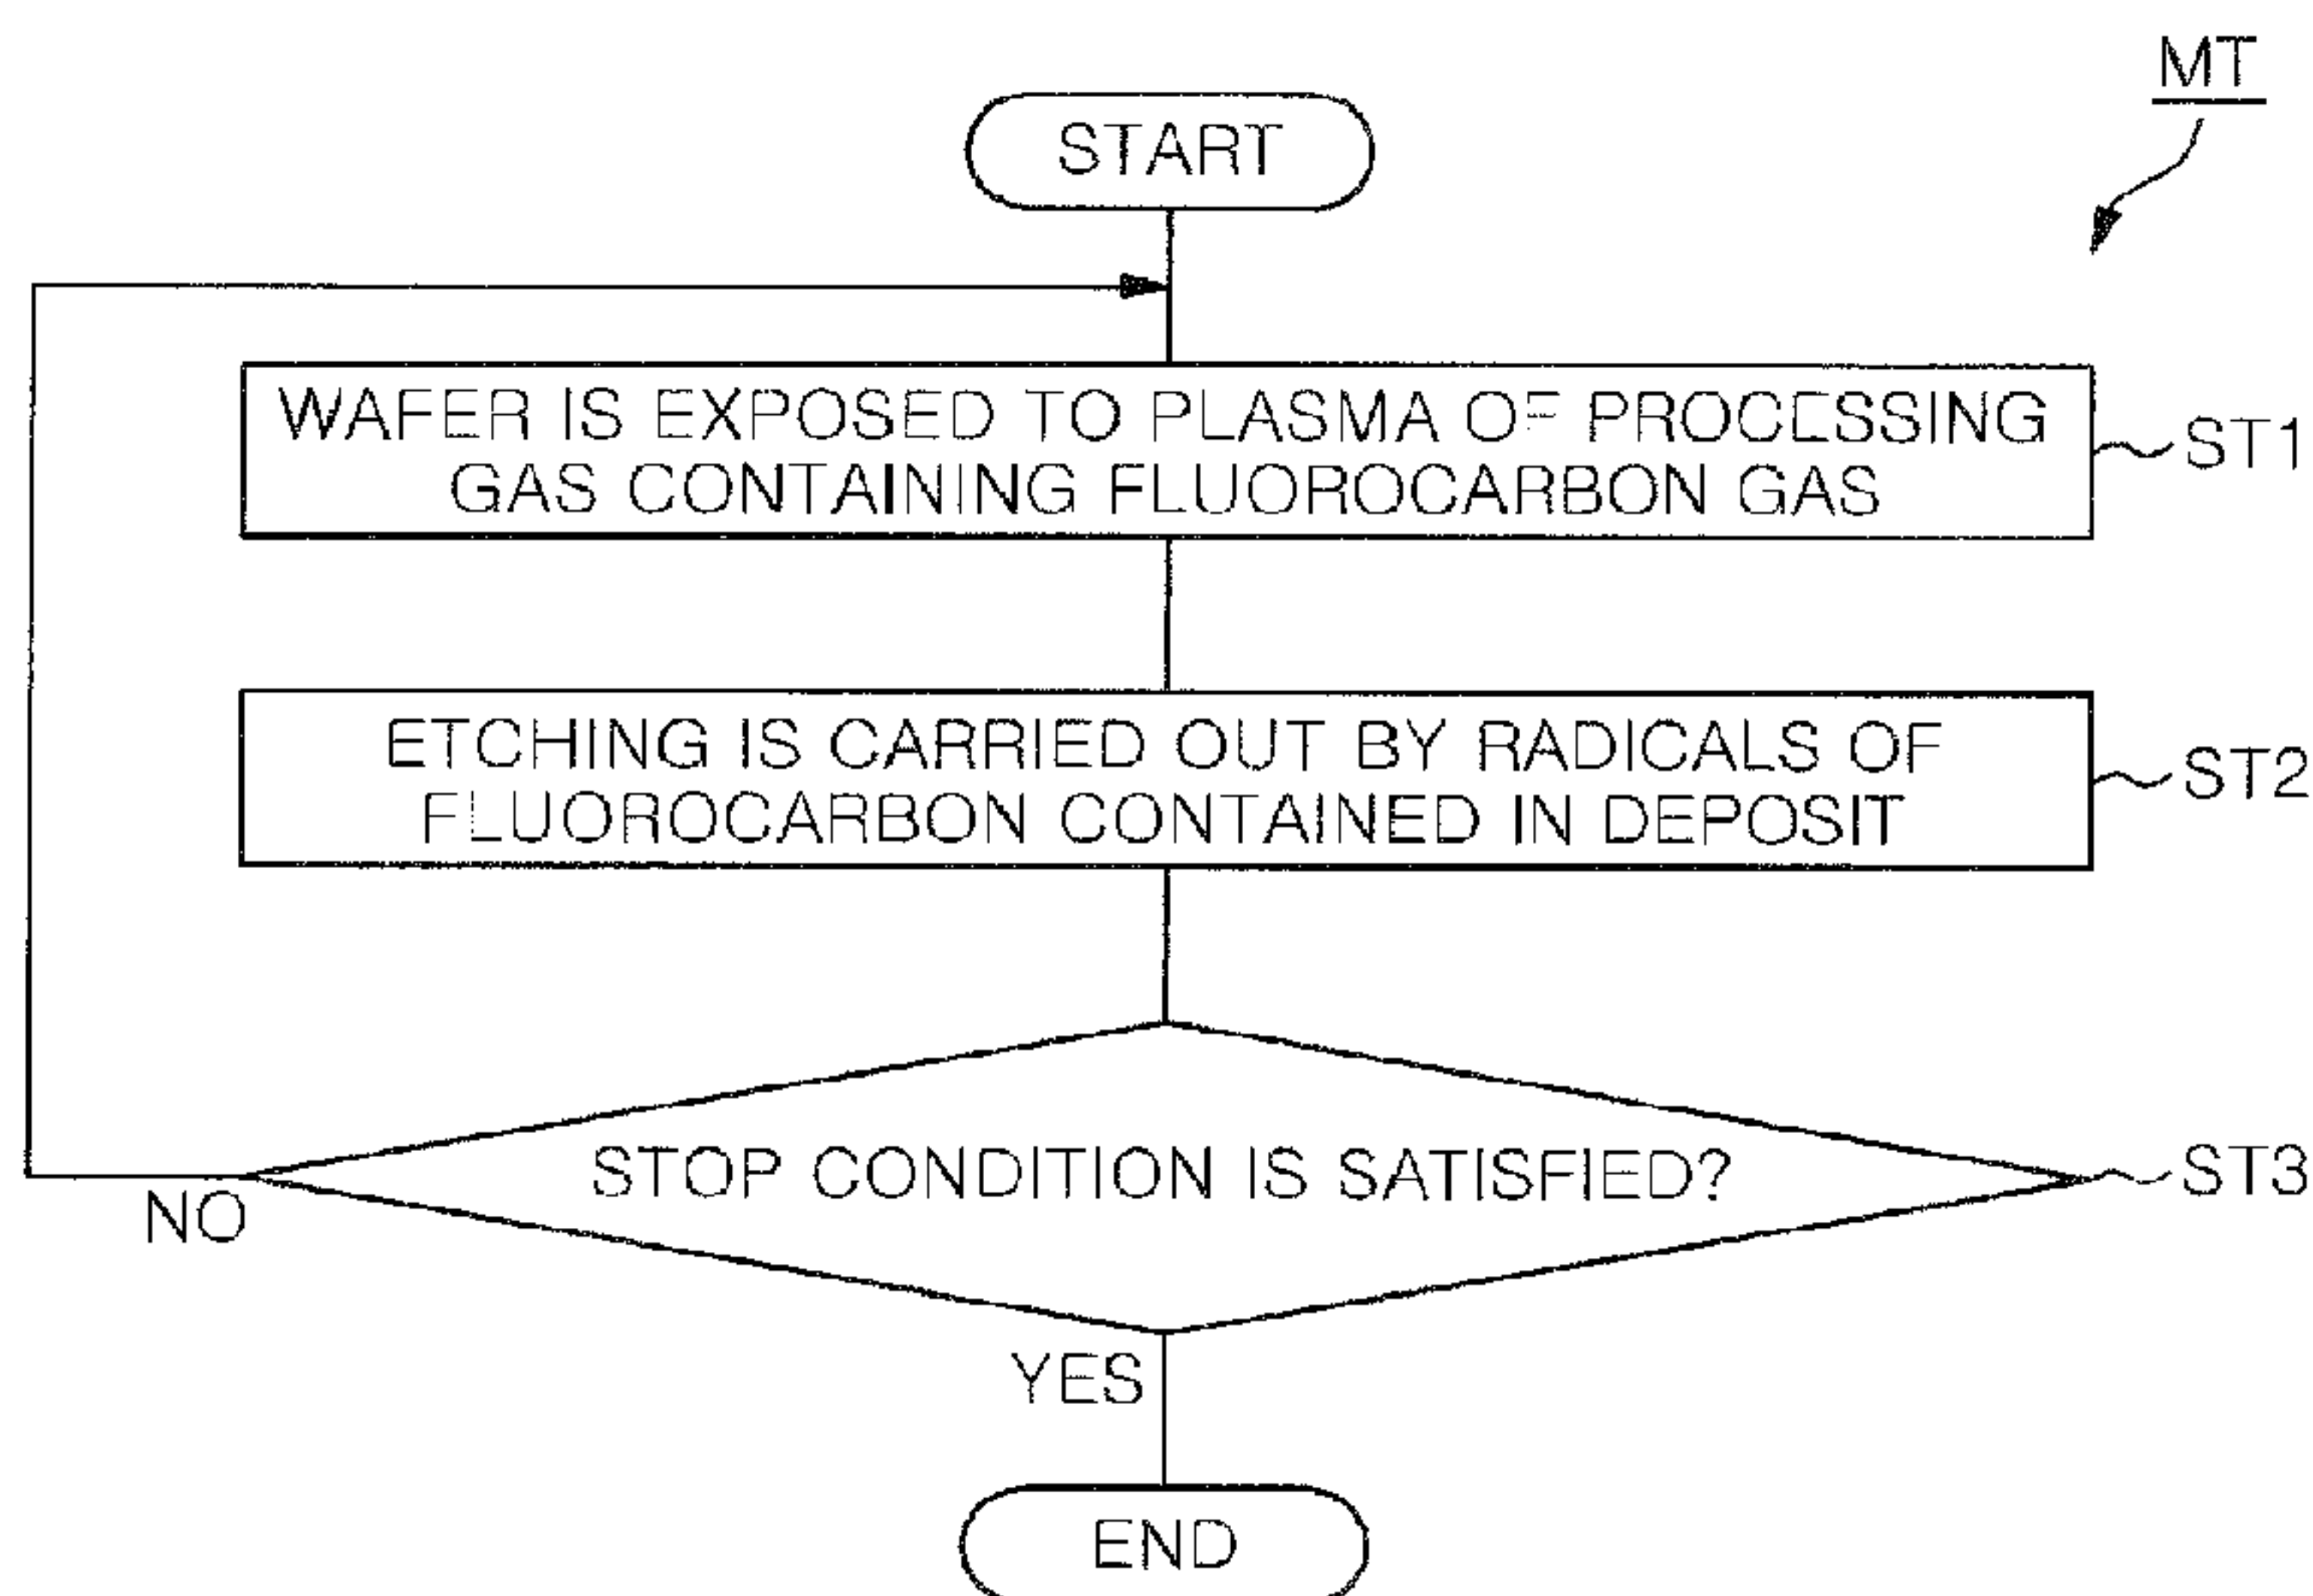 MT
START
WAFER IS EXPOSED TO PLASMA OF PROCESSING
GAS CONTAINING FLUOROCARBON GAS
ST1
ETCHING IS CARRIED OUT BY RADICALS OF
FLUOROCARBON CONTAINED IN DEPOSIT
ST2
STOP CONDITION IS SATISFIED?
ST3
NO
YES
END